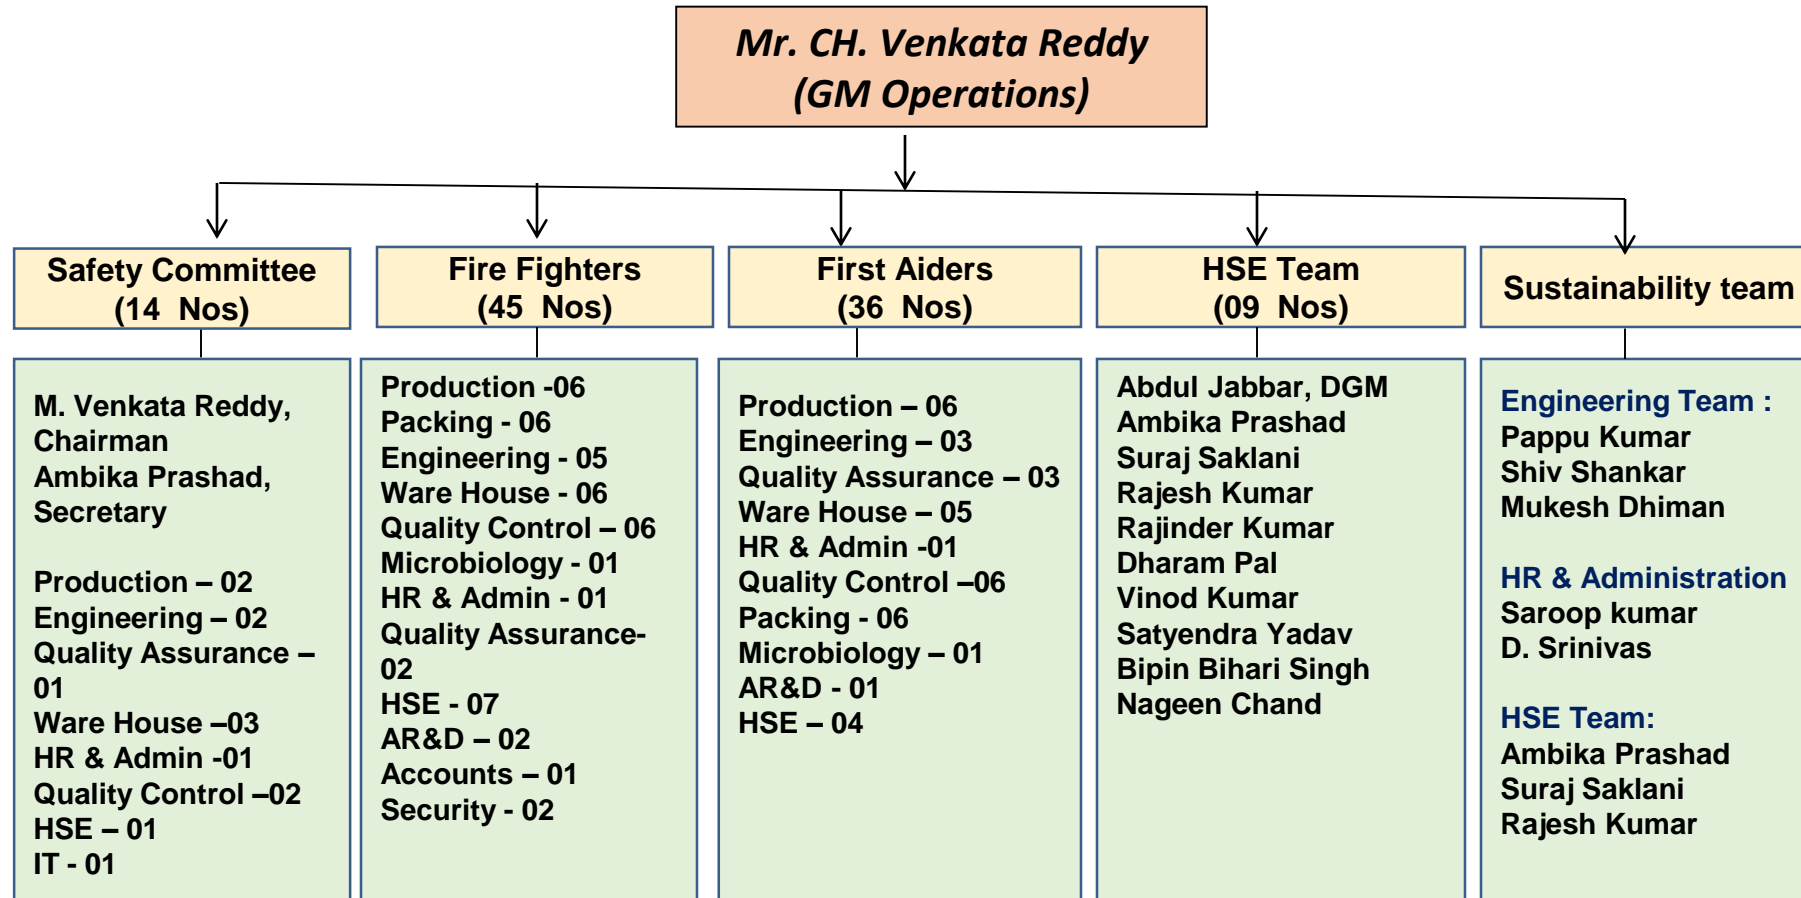 Mr. CH. Venkata Reddy
(GM Operations)
Safety Committee
(14 Nos)
Fire Fighters
(45 Nos)
First Aiders
(36 Nos)
HSE Team
(09 Nos)
Sustainability team
M. Venkata Reddy,
Chairman
Ambika Prashad,
Secretary
Production – 02
Engineering – 02
Quality Assurance –
01
Ware House –03
HR & Admin -01
Quality Control –02
HSE – 01
IT - 01
Production -06
Packing - 06
Engineering - 05
Ware House - 06
Quality Control – 06
Microbiology - 01
HR & Admin - 01
Quality Assurance-
02
HSE - 07
AR&D – 02
Accounts – 01
Security - 02
Production – 06
Engineering – 03
Quality Assurance – 03
Ware House – 05
HR & Admin -01
Quality Control –06
Packing - 06
Microbiology – 01
AR&D - 01
HSE – 04
Abdul Jabbar, DGM
Ambika Prashad
Suraj Saklani
Rajesh Kumar
Rajinder Kumar
Dharam Pal
Vinod Kumar
Satyendra Yadav
Bipin Bihari Singh
Nageen Chand
Engineering Team :
Pappu Kumar
Shiv Shankar
Mukesh Dhiman
HR & Administration
Saroop kumar
D. Srinivas
HSE Team:
Ambika Prashad
Suraj Saklani
Rajesh Kumar